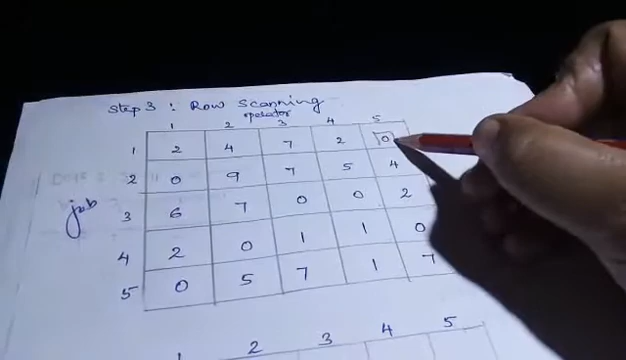 Step 3 : Row Scanning
operator
1 2 3 4 5
1 2 4 7 2 0
2 0 9 7 5 4
job
3 6 7 0 0 2
4 2 0 1 1 0
5 0 5 7 1 7
1 2 3 4 5